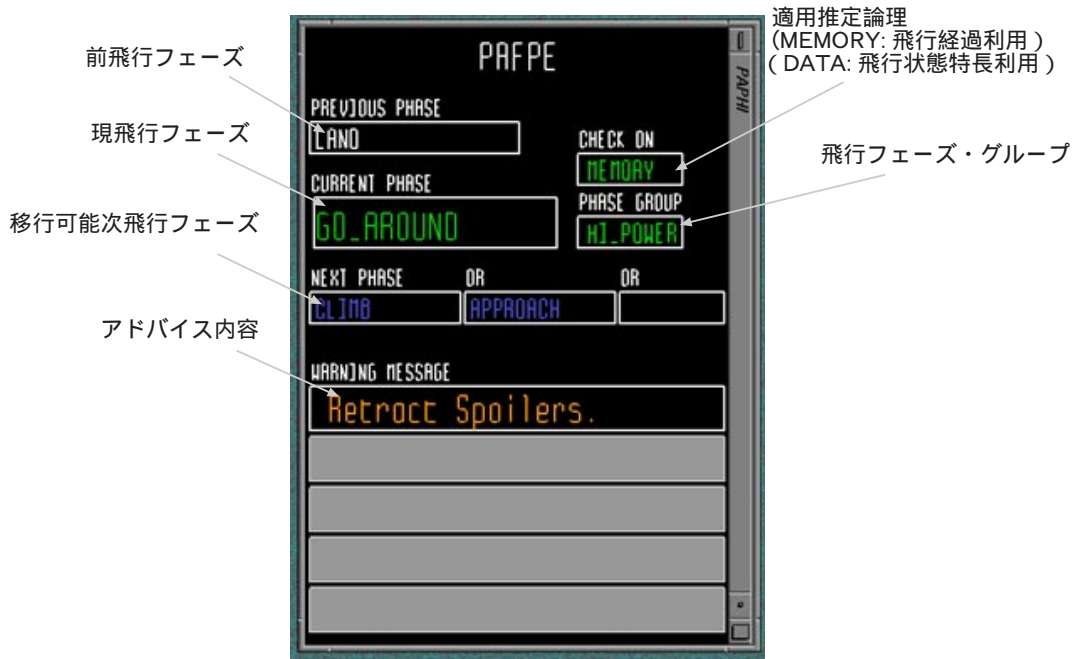 適用推定論理
(MEMORY: 飛行経過利用)
(DATA: 飛行状態特長利用)
前飛行フェーズ
現飛行フェーズ
飛行フェーズ・グループ
移行可能次飛行フェーズ
アドバイス内容
PAFPE
PAPHI
PREVIOUS PHASE
LAND
CHECK ON
MEMORY
CURRENT PHASE
GO_AROUND
PHASE GROUP
HI_POWER
NEXT PHASE OR OR
CLIMB APPROACH
WARNING MESSAGE
Retract Spoilers.